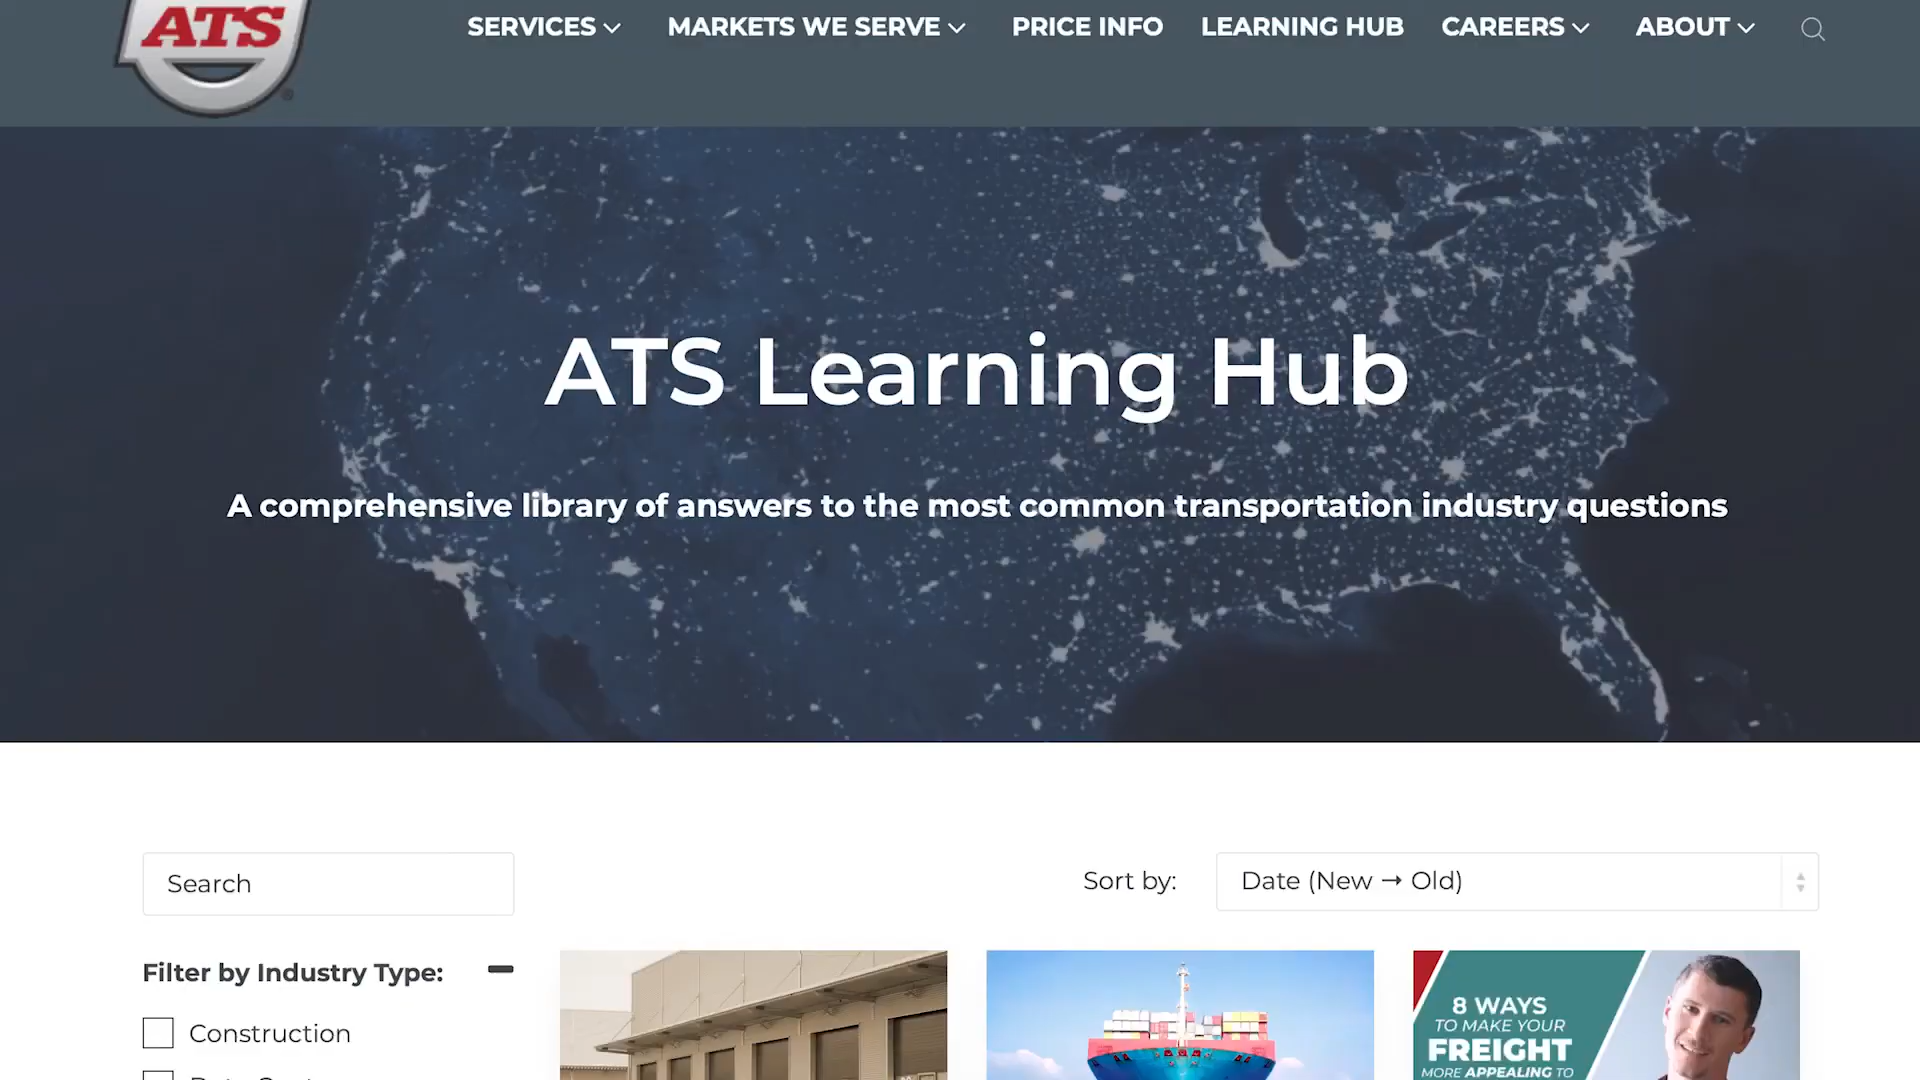 ATS
SERVICES
MARKETS WE SERVE
PRICE INFO
LEARNING HUB
CAREERS
ABOUT
ATS Learning Hub
A comprehensive library of answers to the most common transportation industry questions
Search
Sort by:
Date (New → Old)
Filter by Industry Type:
Construction
8 WAYS
TO MAKE YOUR
FREIGHT
MORE APPEALING TO